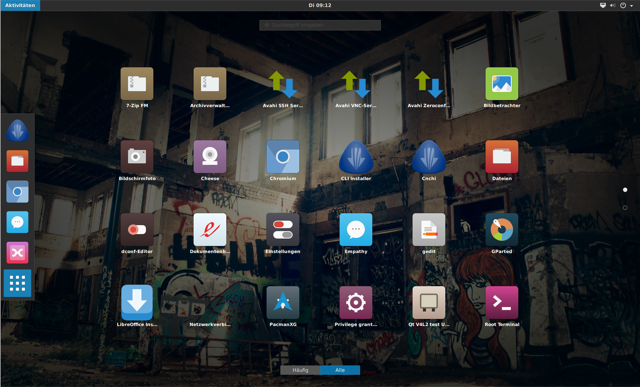 Aktivitäten
Di 09:12
7-Zip FM
Archivverwalt...
Avahi SSH Ser...
Avahi VNC-Ser...
Avahi Zeroconf...
Bildbetrachter
Bildschirmfoto
Cheese
Chromium
CLI Installer
Cnchi
Dateien
dconf-Editor
Dokumentenb...
Einstellungen
Empathy
gedit
GParted
LibreOffice Ins...
Netzwerkverbi...
PacmanXG
Privilege grant...
Qt V4L2 test U...
Root Terminal
Häufig
Alle